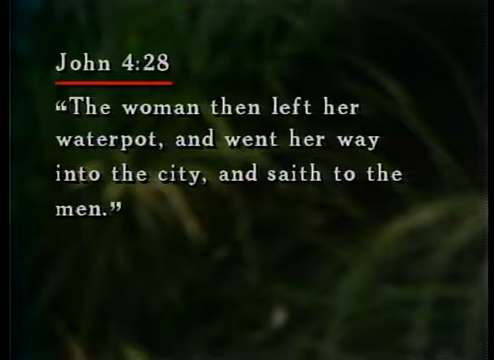 John 4:28
“The woman then left her
waterpot, and went her way
into the city, and saith to the
men.”